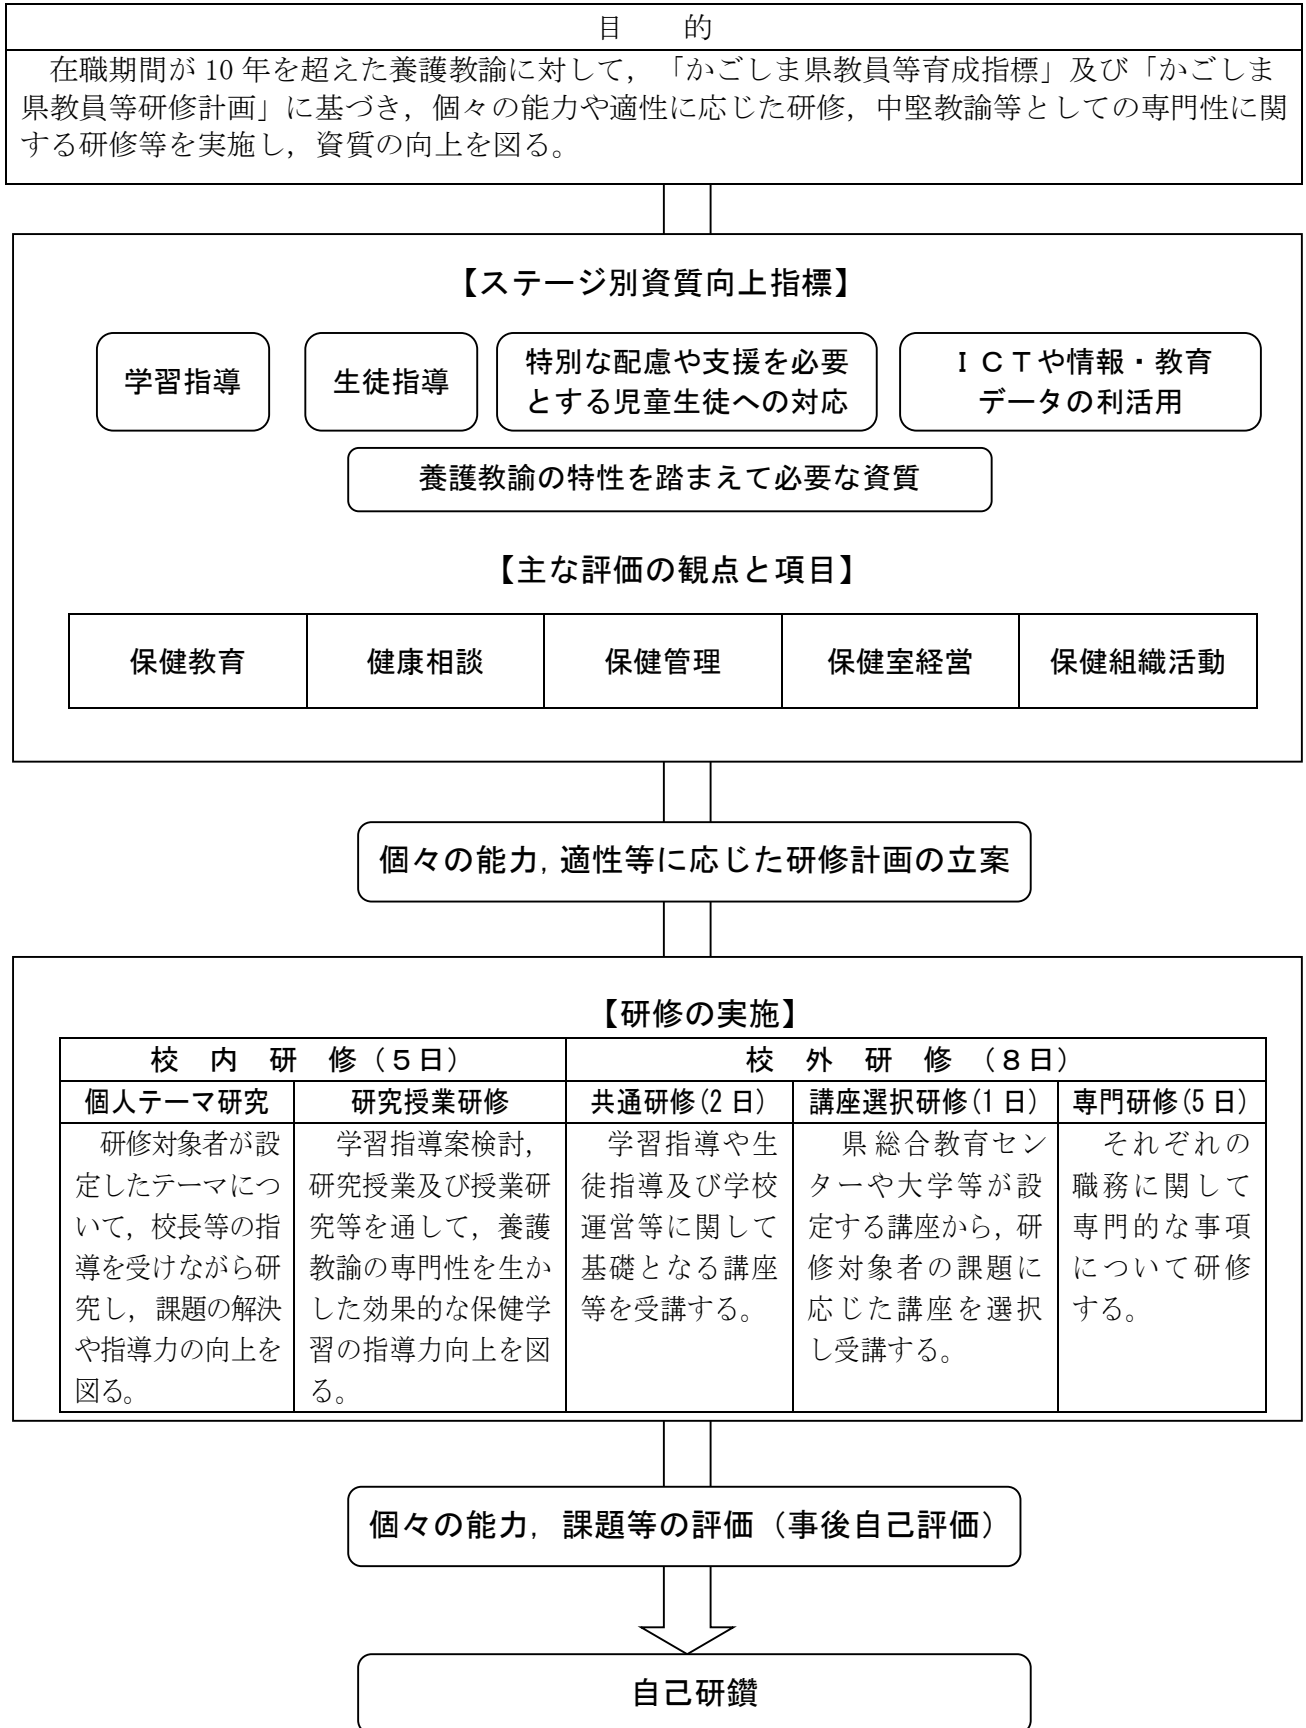 目　　的
在職期間が 10 年を超えた養護教諭に対して，「かごしま県教員等育成指標」及び「かごしま
県教員等研修計画」に基づき，個々の能力や適性に応じた研修，中堅教諭等としての専門性に関
する研修等を実施し，資質の向上を図る。
【ステージ別資質向上指標】
学習指導
生徒指導
特別な配慮や支援を必要
とする児童生徒への対応
ＩＣＴや情報・教育
データの利活用
養護教諭の特性を踏まえて必要な資質
【主な評価の観点と項目】
保健教育
健康相談
保健管理
保健室経営
保健組織活動
個々の能力，適性等に応じた研修計画の立案
【研修の実施】
校　内　研　修（５日）
校　外　研　修　（８日）
個人テーマ研究
研究授業研修
共通研修(２日)
講座選択研修(１日)
専門研修(５日)
研修対象者が設
定したテーマにつ
いて，校長等の指
導を受けながら研
究し，課題の解決
や指導力の向上を
図る。
学習指導案検討，
研究授業及び授業研
究等を通して，養護
教諭の専門性を生か
した効果的な保健学
習の指導力向上を図
る。
学習指導や生
徒指導及び学校
運営等に関して
基礎となる講座
等を受講する。
県総合教育セン
ターや大学等が設
定する講座から，研
修対象者の課題に
応じた講座を選択
し受講する。
それぞれの
職務に関して
専門的な事項
について研修
する。
個々の能力，課題等の評価（事後自己評価）
自己研鑽